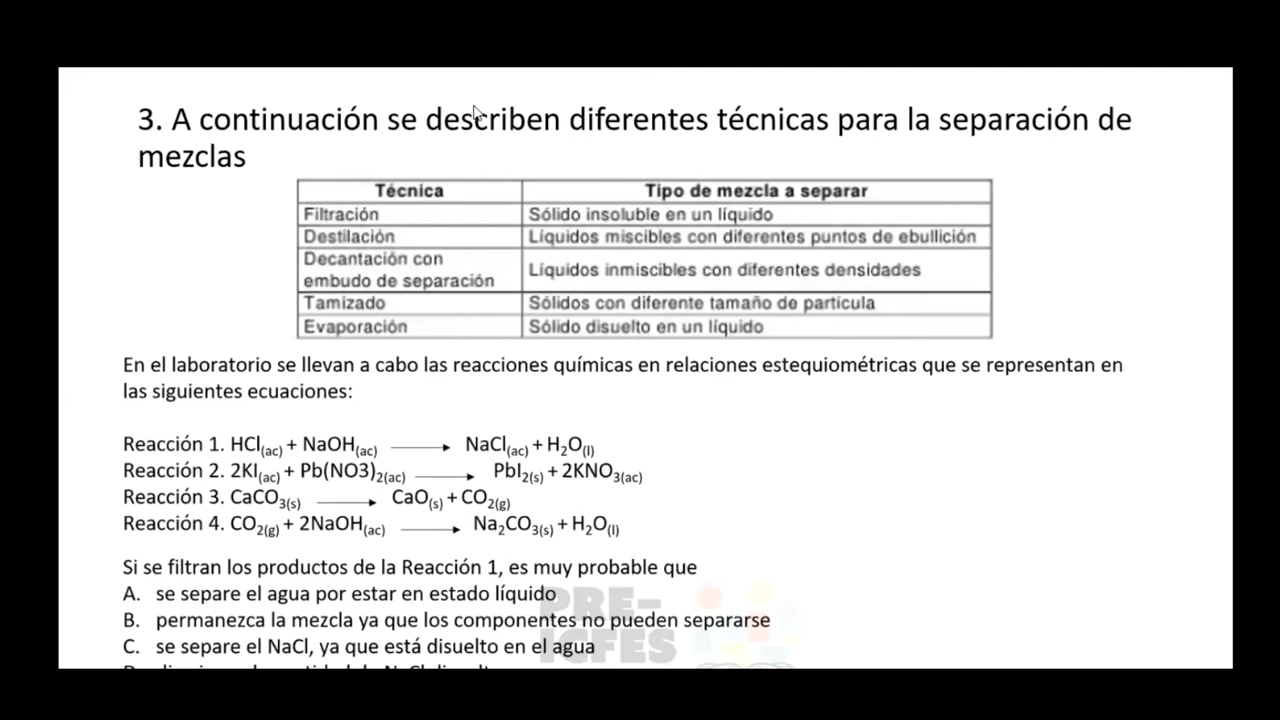 3. A continuación se describen diferentes técnicas para la separación de
mezclas
Técnica Tipo de mezcla a separar
Filtración Sólido insoluble en un líquido
Destilación Líquidos miscibles con diferentes puntos de ebullición
Decantación con
embudo de separación Líquidos inmiscibles con diferentes densidades
Tamizado Sólidos con diferente tamaño de partícula
Evaporación Sólido disuelto en un líquido
En el laboratorio se llevan a cabo las reacciones químicas en relaciones estequiométricas que se representan en
las siguientes ecuaciones:
Reacción 1. HCl(ac) + NaOH(ac) ⟶ NaCl(ac) + H₂O(l)
Reacción 2. 2KI(ac) + Pb(NO3)₂(ac) ⟶ PbI₂(s) + 2KNO₃(ac)
Reacción 3. CaCO₃(s) ⟶ CaO(s) + CO₂(g)
Reacción 4. CO₂(g) + 2NaOH(ac) ⟶ Na₂CO₃(s) + H₂O(l)
Si se filtran los productos de la Reacción 1, es muy probable que
A. se separe el agua por estar en estado líquido
B. permanezca la mezcla ya que los componentes no pueden separarse
C. se separe el NaCl, ya que está disuelto en el agua
PRE-
ICFES